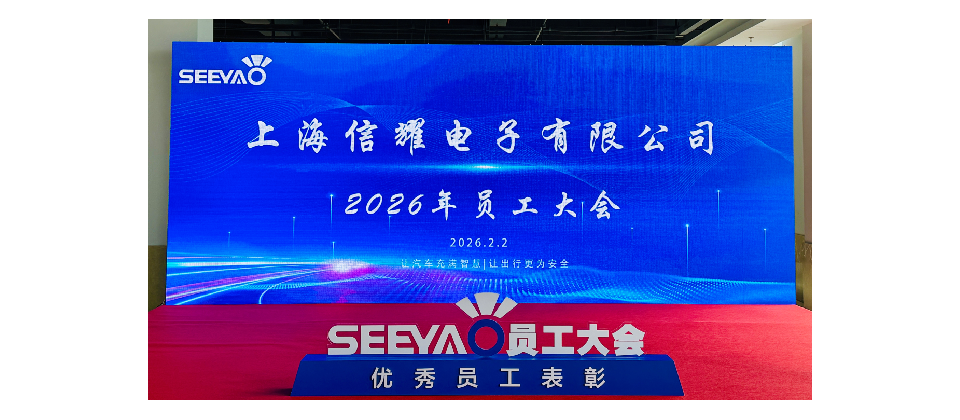 SEEYAO
上海信耀电子有限公司
2026年员工大会
2026.2.2
让汽车充满智慧|让出行更为安全
SEEYAO员工大会
优秀员工表彰